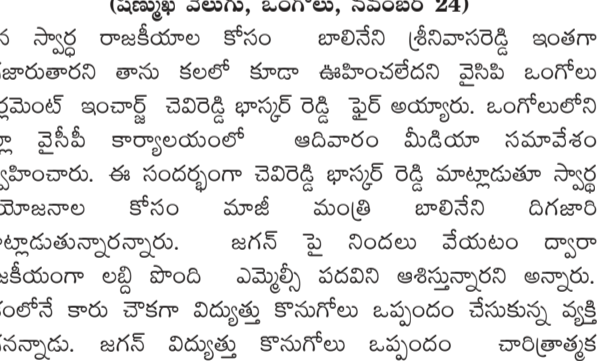 (షణ్ముఖ వెలుగు, ఒంగోలు, నవంబర్ 24)
న స్వార్ధ రాజకీయాల కోసం బాలినేని శ్రీనివాసరెడ్డి ఇంతగా
గజారుతారని తాను కలలో కూడా ఊహించలేదని వైసిపి ఒంగోలు
ర్లమెంట్ ఇంచార్జ్ చెవిరెడ్డి భాస్కర్ రెడ్డి ఫైర్ అయ్యారు. ఒంగోలులోని
ల్లా వైసీపీ కార్యాలయంలో ఆదివారం మీడియా సమావేశం
ర్వహించారు. ఈ సందర్భంగా చెవిరెడ్డి భాస్కర్ రెడ్డి మాట్లాడుతూ స్వార్థ
యోజనాల కోసం మాజీ మంత్రి బాలినేని దిగజారి
ట్లాడుతున్నారన్నారు. జగన్ పై నిందలు వేయటం ద్వారా
జకీయంగా లబ్ది పొంది ఎమ్మెల్సీ పదవిని ఆశిస్తున్నారని అన్నారు.
శంలోనే కారు చౌకగా విద్యుత్తు కొనుగోలు ఒప్పందం చేసుకున్న వ్యక్తి
నన్నాడు. జగన్ విద్యుత్తు కొనుగోలు ఒప్పందం చారిత్రాత్మక